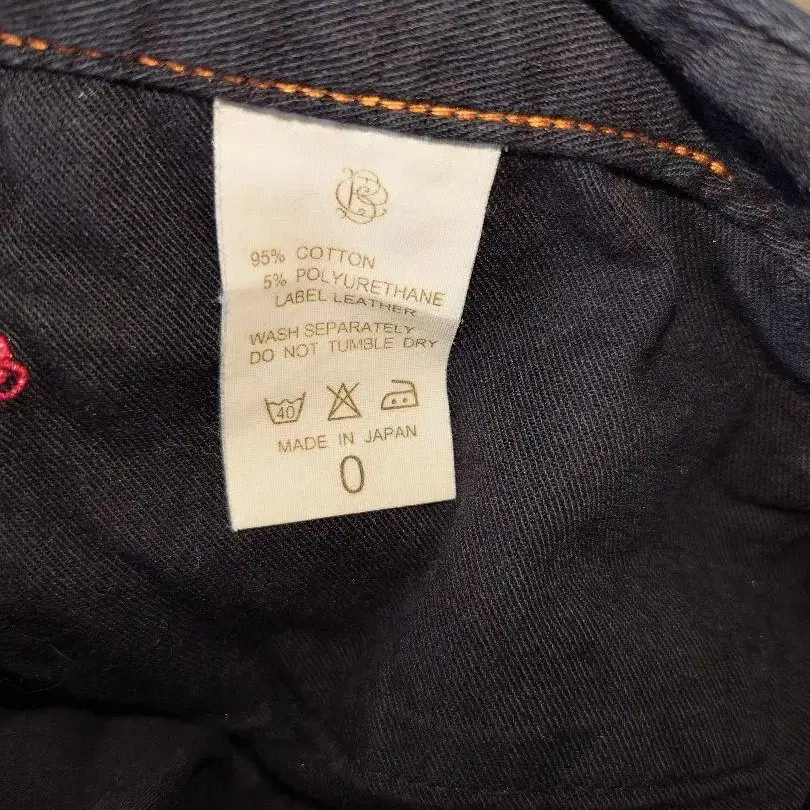 95% COTTON
5% POLYURETHANE
LABEL LEATHER
WASH SEPARATELY
DO NOT TUMBLE DRY
40
MADE IN JAPAN
0